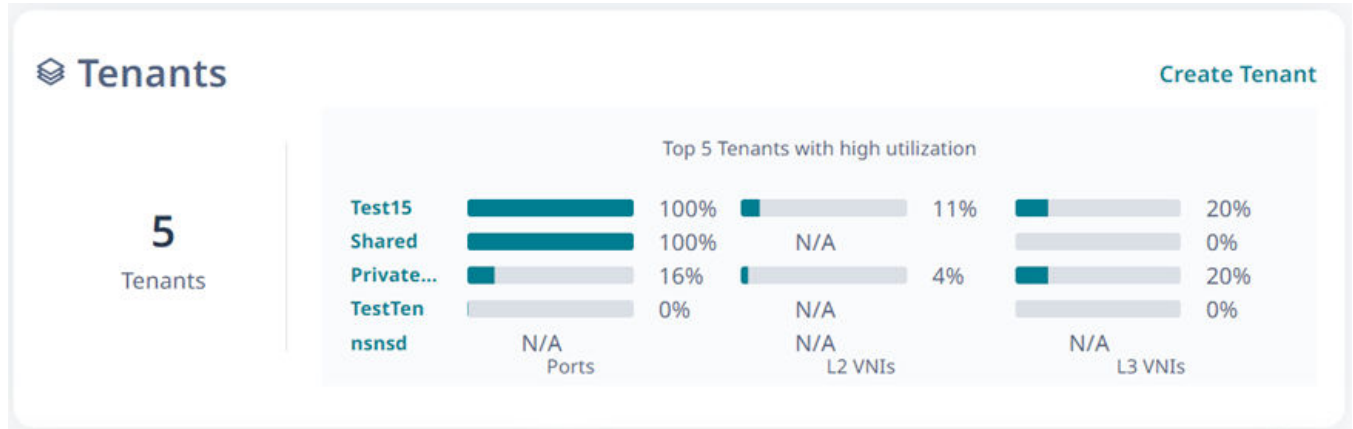 Tenants
Create Tenant
Top 5 Tenants with high utilization
5
Tenants
Test15 100% 11% 20%
Shared 100% N/A 0%
Private... 16% 4% 20%
TestTen 0% N/A 0%
nsnsd N/A N/A N/A
Ports L2 VNIs L3 VNIs